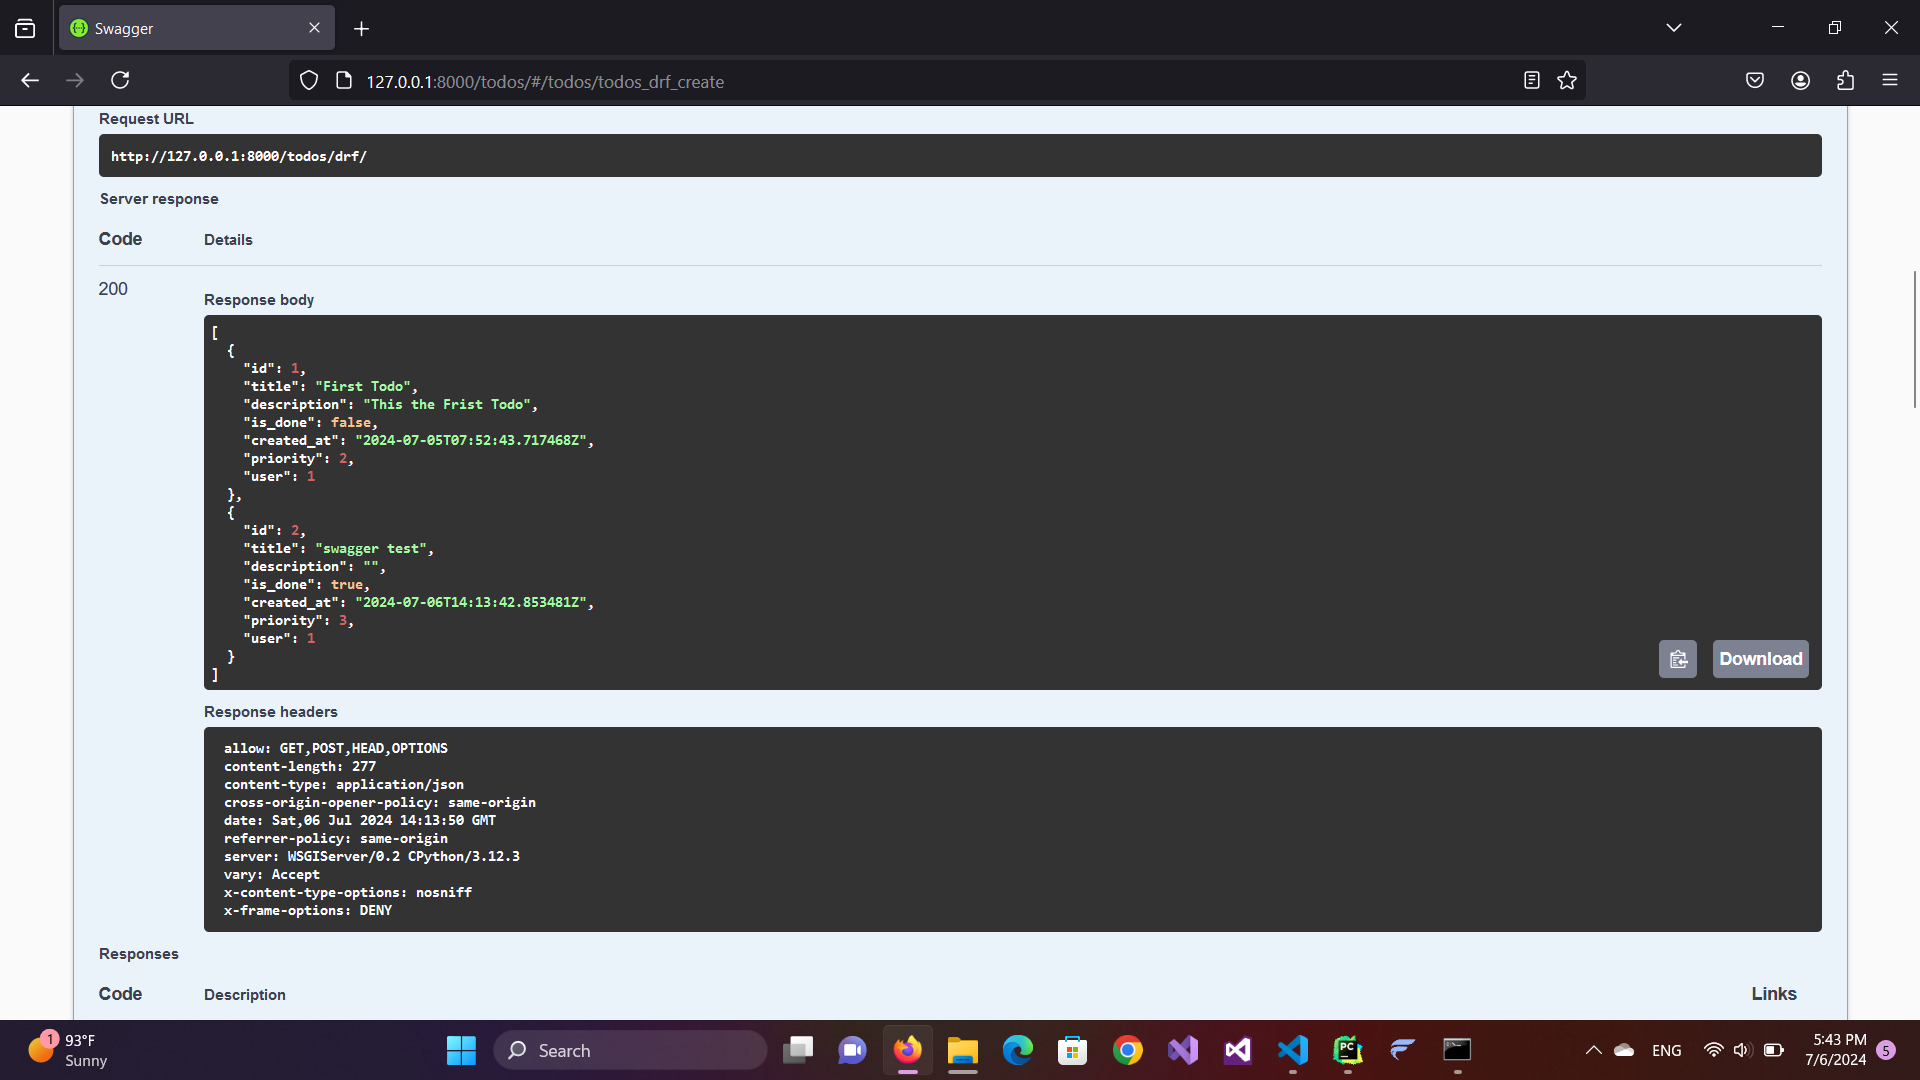 Swagger
127.0.0.1:8000/todos/#/todos/todos_drf_create
Request URL
http://127.0.0.1:8000/todos/drf/
Server response
Code Details
200
Response body
[
{
"id": 1,
"title": "First Todo",
"description": "This the Frist Todo",
"is_done": false,
"created_at": "2024-07-05T07:52:43.717468Z",
"priority": 2,
"user": 1
},
{
"id": 2,
"title": "swagger test",
"description": "",
"is_done": true,
"created_at": "2024-07-06T14:13:42.853481Z",
"priority": 3,
"user": 1
}
]
Download
Response headers
allow: GET,POST,HEAD,OPTIONS
content-length: 277
content-type: application/json
cross-origin-opener-policy: same-origin
date: Sat,06 Jul 2024 14:13:50 GMT
referrer-policy: same-origin
server: WSGIServer/0.2 CPython/3.12.3
vary: Accept
x-content-type-options: nosniff
x-frame-options: DENY
Responses
Code Description Links
1 93°F
Sunny
Search
PC
ENG
5:43 PM
7/6/2024
5